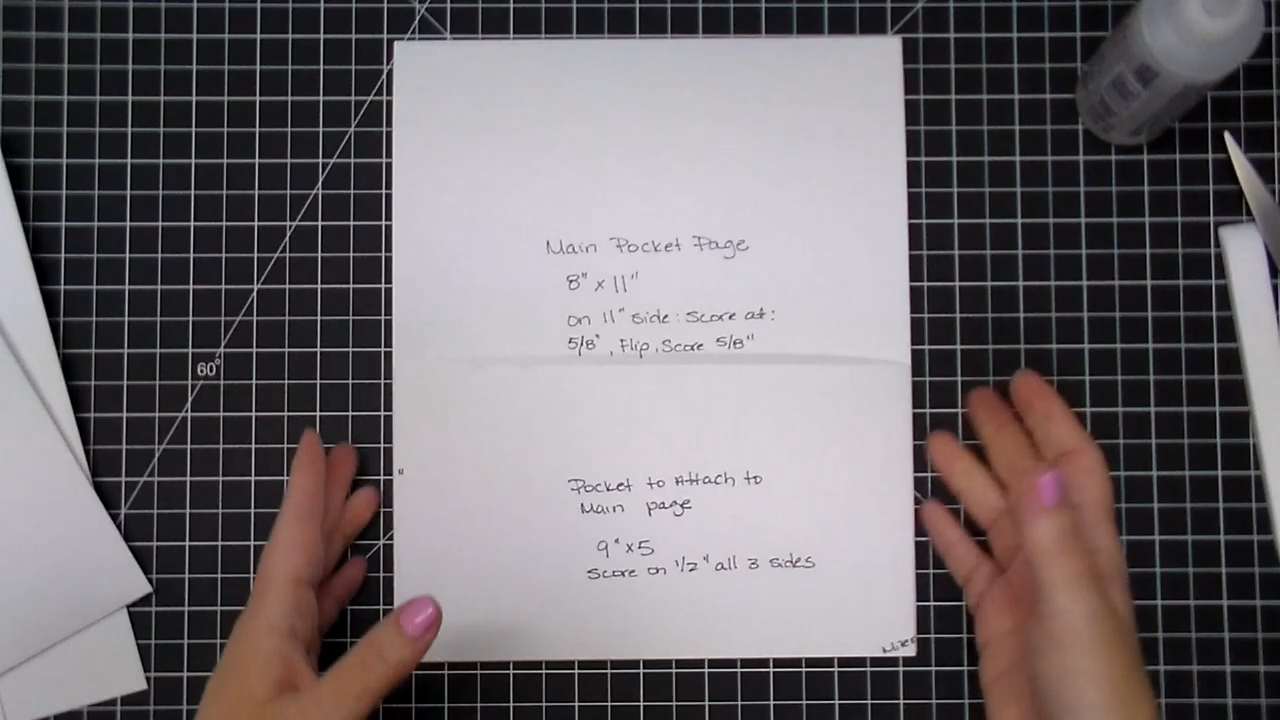 Main Pocket Page
8" x 11"
on 11" side: Score at:
5/8", Flip, Score 5/8"
Pocket to Attach to
Main page
9" x 5
Score on 1/2" all 3 sides
60°